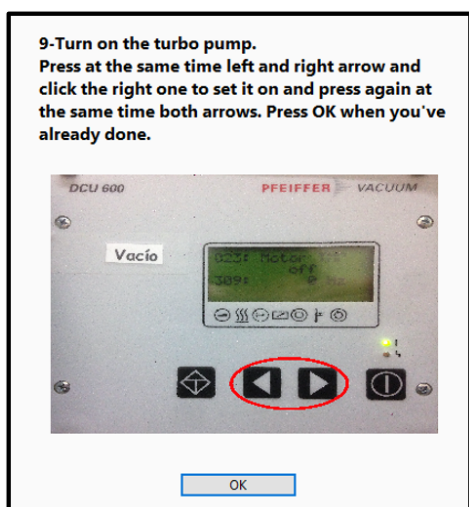 9-Turn on the turbo pump.
Press at the same time left and right arrow and
click the right one to set it on and press again at
the same time both arrows. Press OK when you've
already done.
DCU 600 PFEIFFER VACUUM
Vacío
023: Motor
off
309: 0 Hz
OK